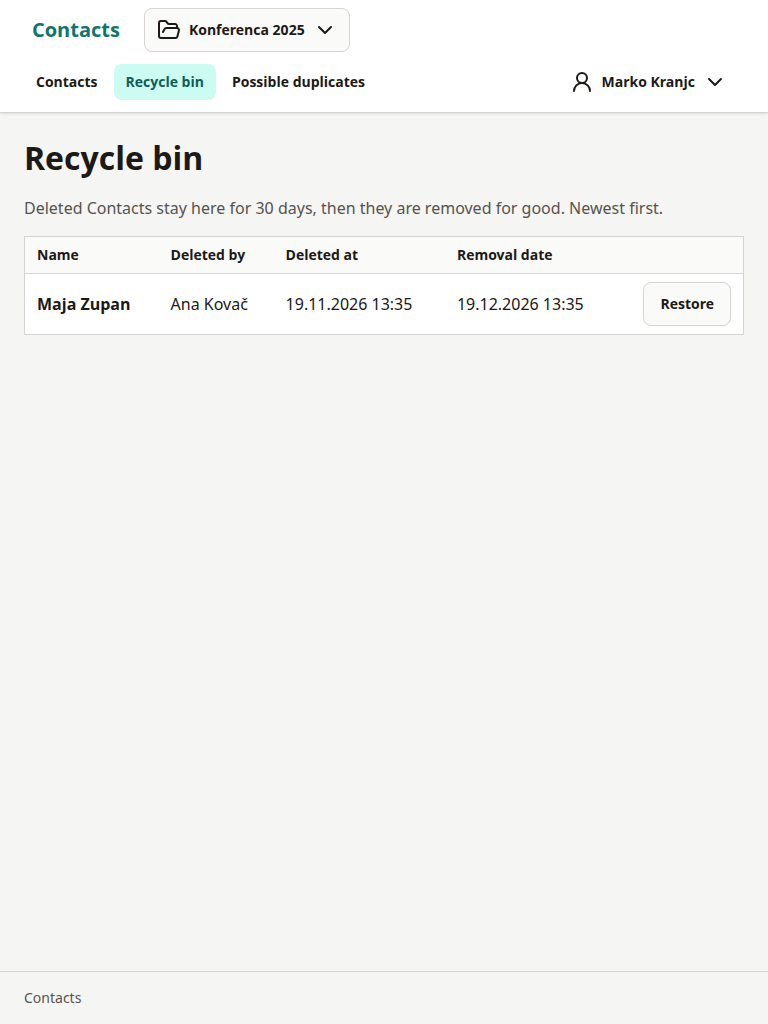 Contacts
Konferenca 2025
Contacts Recycle bin Possible duplicates Marko Kranjc
Recycle bin
Deleted Contacts stay here for 30 days, then they are removed for good. Newest first.
Name Deleted by Deleted at Removal date
Maja Zupan Ana Kovač 19.11.2026 13:35 19.12.2026 13:35 Restore
Contacts